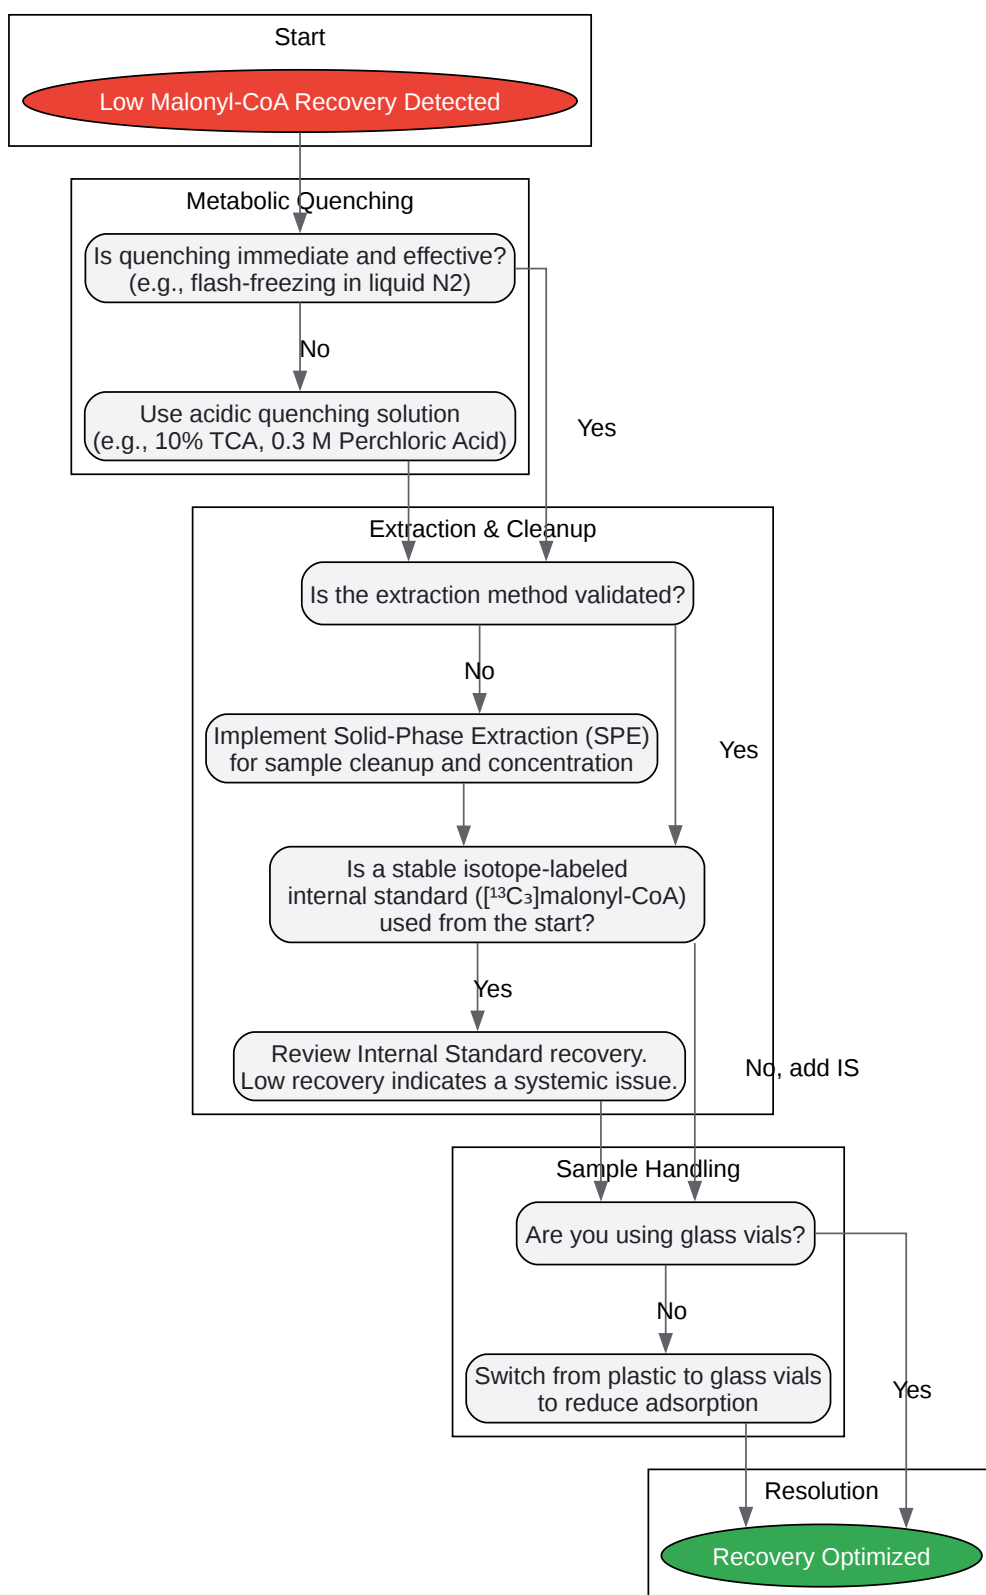 Start
Low Malonyl-CoA Recovery Detected
Metabolic Quenching
Is quenching immediate and effective?
(e.g., flash-freezing in liquid N2)
No
Use acidic quenching solution
(e.g., 10% TCA, 0.3 M Perchloric Acid)
Yes
Extraction & Cleanup
Is the extraction method validated?
No
Implement Solid-Phase Extraction (SPE)
for sample cleanup and concentration
Yes
Is a stable isotope-labeled
internal standard ([¹³C₃]malonyl-CoA)
used from the start?
Yes
Review Internal Standard recovery.
Low recovery indicates a systemic issue.
No, add IS
Sample Handling
Are you using glass vials?
No
Switch from plastic to glass vials
to reduce adsorption
Yes
Resolution
Recovery Optimized